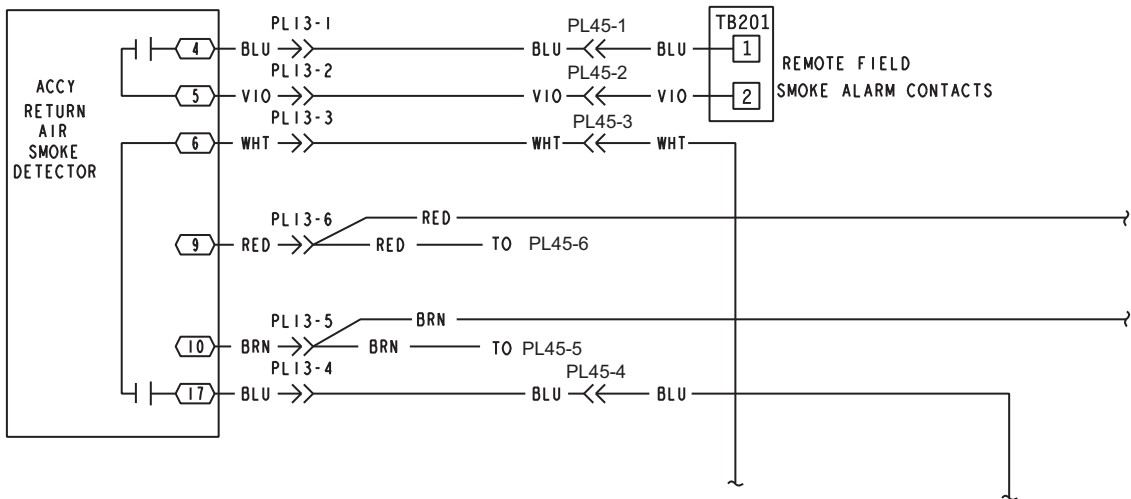 PL13-1 PL45-1 TB201
4 BLU BLU BLU 1
PL13-2 PL45-2 REMOTE FIELD
5 VIO VIO VIO 2 SMOKE ALARM CONTACTS
PL13-3 PL45-3
6 WHT WHT WHT
ACCY
RETURN
AIR
SMOKE
DETECTOR
PL13-6 RED
9 RED RED TO PL45-6
PL13-5 BRN
10 BRN BRN TO PL45-5
PL13-4 PL45-4
17 BLU BLU BLU